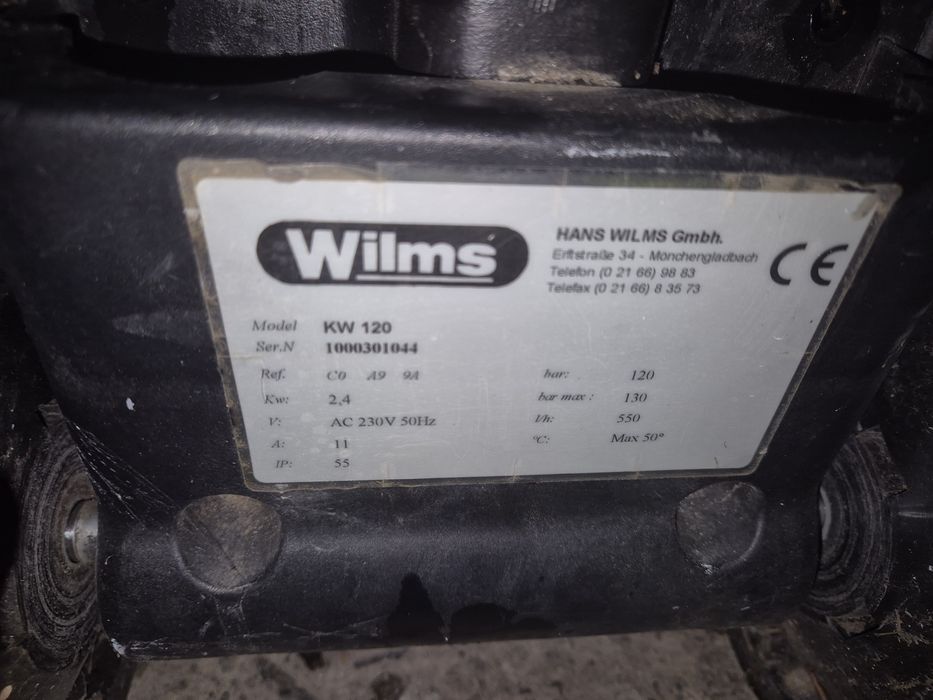 Wilms
HANS WILMS Gmbh.
Erftstraße 34 - Mönchengladbach
Telefon (0 21 66) 98 83
Telefax (0 21 66) 8 35 73
CE
Model KW 120
Ser.N 1000301044
Ref. C0 A9 9A
Kw: 2,4
V: AC 230V 50Hz
A: 11
IP: 55
bar: 120
bar max : 130
l/h: 550
°C: Max 50°